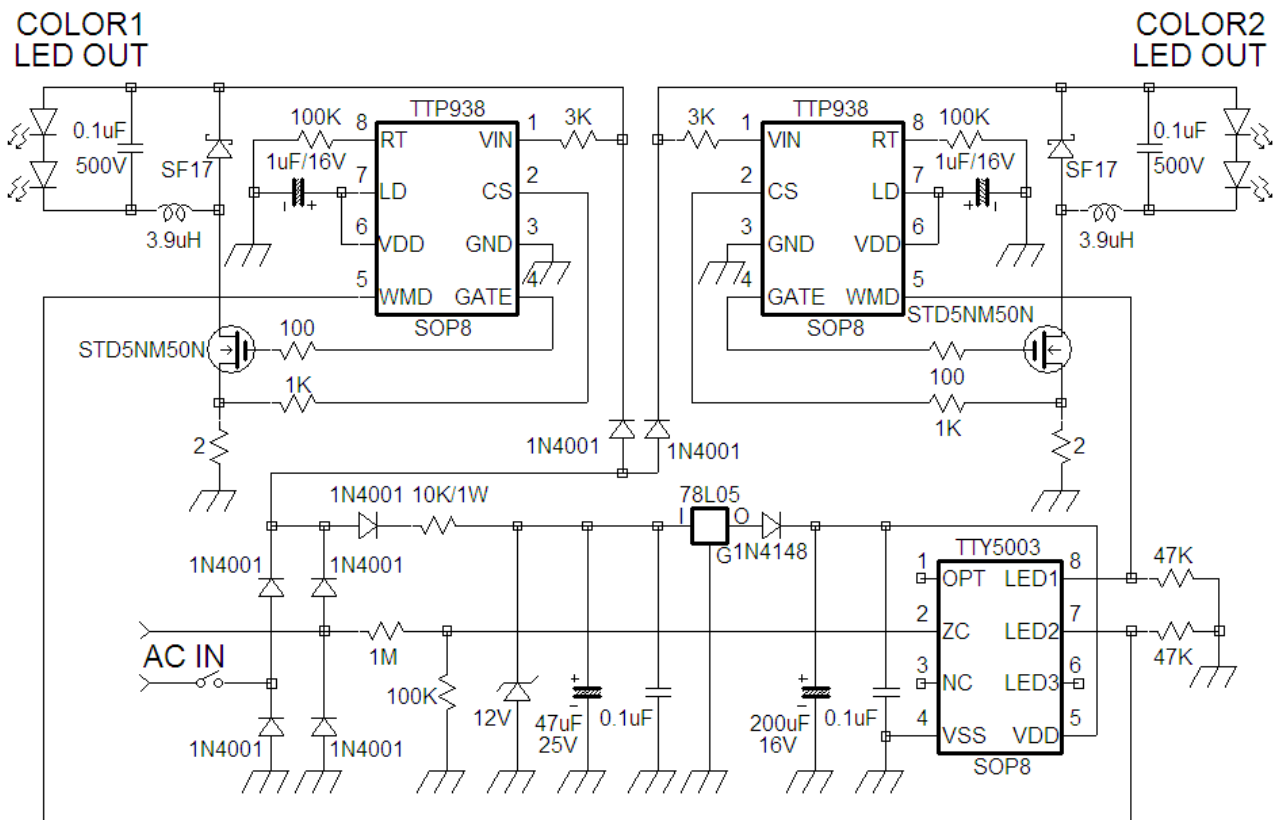 COLOR1
LED OUT
COLOR2
LED OUT
0.1uF
500V
SF17
3.9uH
100K
1uF/16V
TTP938
8 RT VIN 1
7 LD CS 2
6 VDD GND 3
5 WMD GATE 4
SOP8
3K
3K
TTP938
1 VIN RT 8
2 CS LD 7
3 GND VDD 6
4 GATE WMD 5
SOP8
100K
1uF/16V
SF17
0.1uF
500V
3.9uH
STD5NM50N
100
1K
2
STD5NM50N
100
1K
2
1N4001
1N4001
1N4001
10K/1W
78L05
I O
G
1N4148
1N4001
1N4001
TTY5003
1 OPT LED1 8
2 ZC LED2 7
3 NC LED3 6
4 VSS VDD 5
SOP8
47K
47K
AC IN
1M
100K
12V
47uF
25V
0.1uF
200uF
16V
0.1uF
1N4001
1N4001
+
-
+
-
+
-
+
-